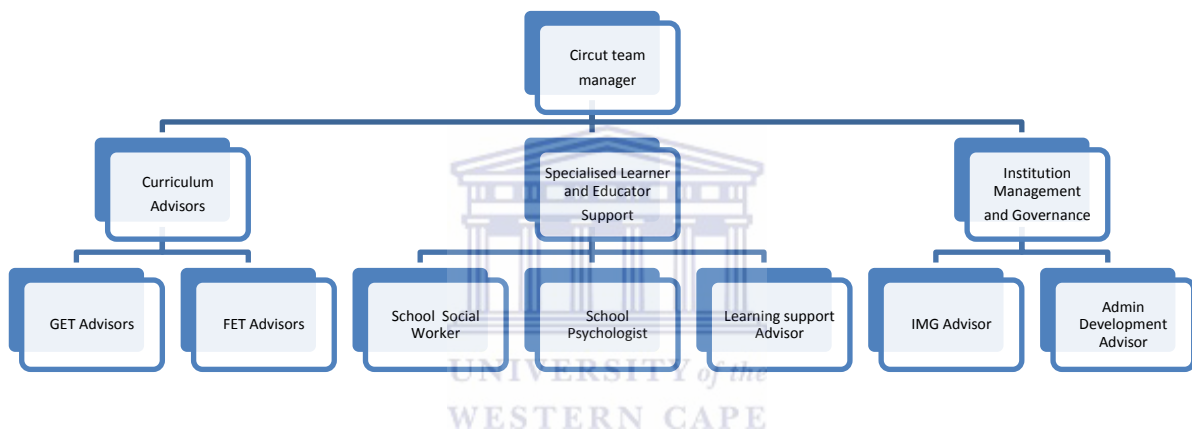 Circut team
manager
Curriculum
Advisors
Specialised Learner
and Educator
Support
Institution
Management
and Governance
GET Advisors
FET Advisors
School Social
Worker
School
Psychologist
Learning support
Advisor
IMG Advisor
Admin
Development
Advisor
UNIVERSITY of the
WESTERN CAPE